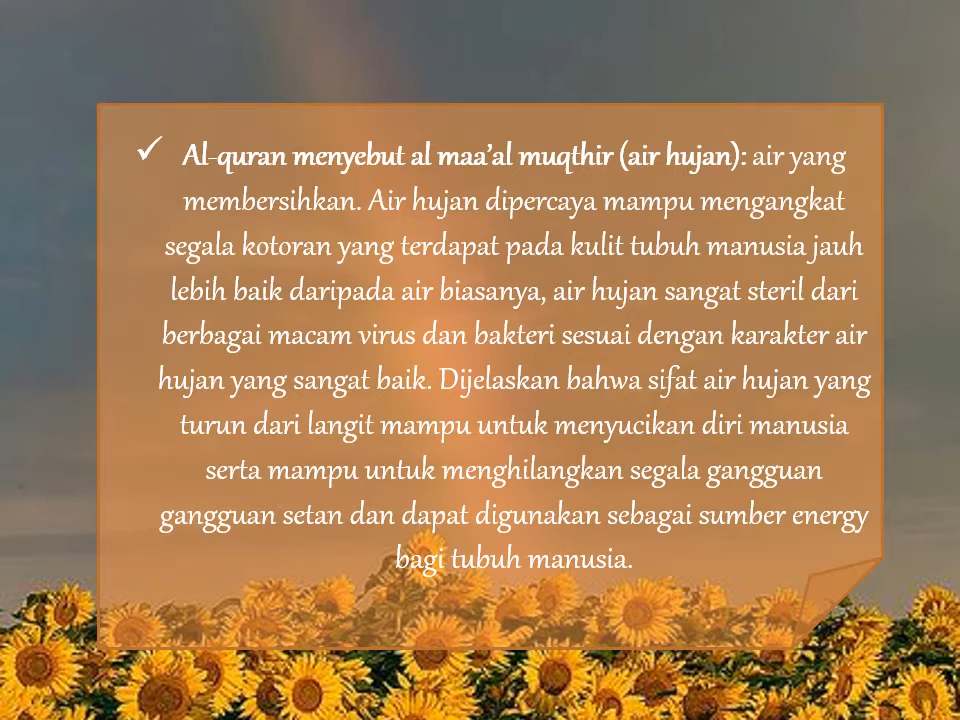 ✓ Al-quran menyebut al maa’al muqthir (air hujan): air yang
membersihkan. Air hujan dipercaya mampu mengangkat
segala kotoran yang terdapat pada kulit tubuh manusia jauh
lebih baik daripada air biasanya, air hujan sangat steril dari
berbagai macam virus dan bakteri sesuai dengan karakter air
hujan yang sangat baik. Dijelaskan bahwa sifat air hujan yang
turun dari langit mampu untuk menyucikan diri manusia
serta mampu untuk menghilangkan segala gangguan
gangguan setan dan dapat digunakan sebagai sumber energy
bagi tubuh manusia.